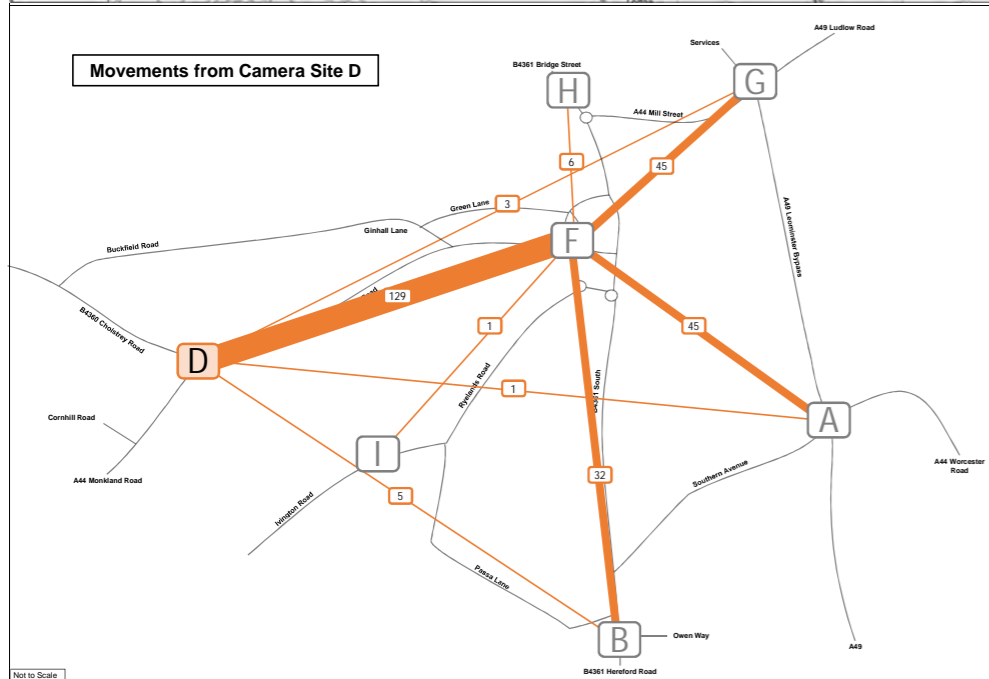 A49 Ludlow Road
Services
Movements from Camera Site D
B4361 Bridge Street
H
G
A44 Mill Street
6
45
3
Green Lane
Ginhall Lane
A49 Leominster Bypass
Buckfield Road
F
129
B4360 Cholstrey Road
1
45
D
Ryelands Road
1
B4361 South
Cornhill Road
A
I
A44 Monkland Road
A44 Worcester
Road
Southern Avenue
32
5
Ivington Road
Passa Lane
B
Owen Way
A49
B4361 Hereford Road
Not to Scale